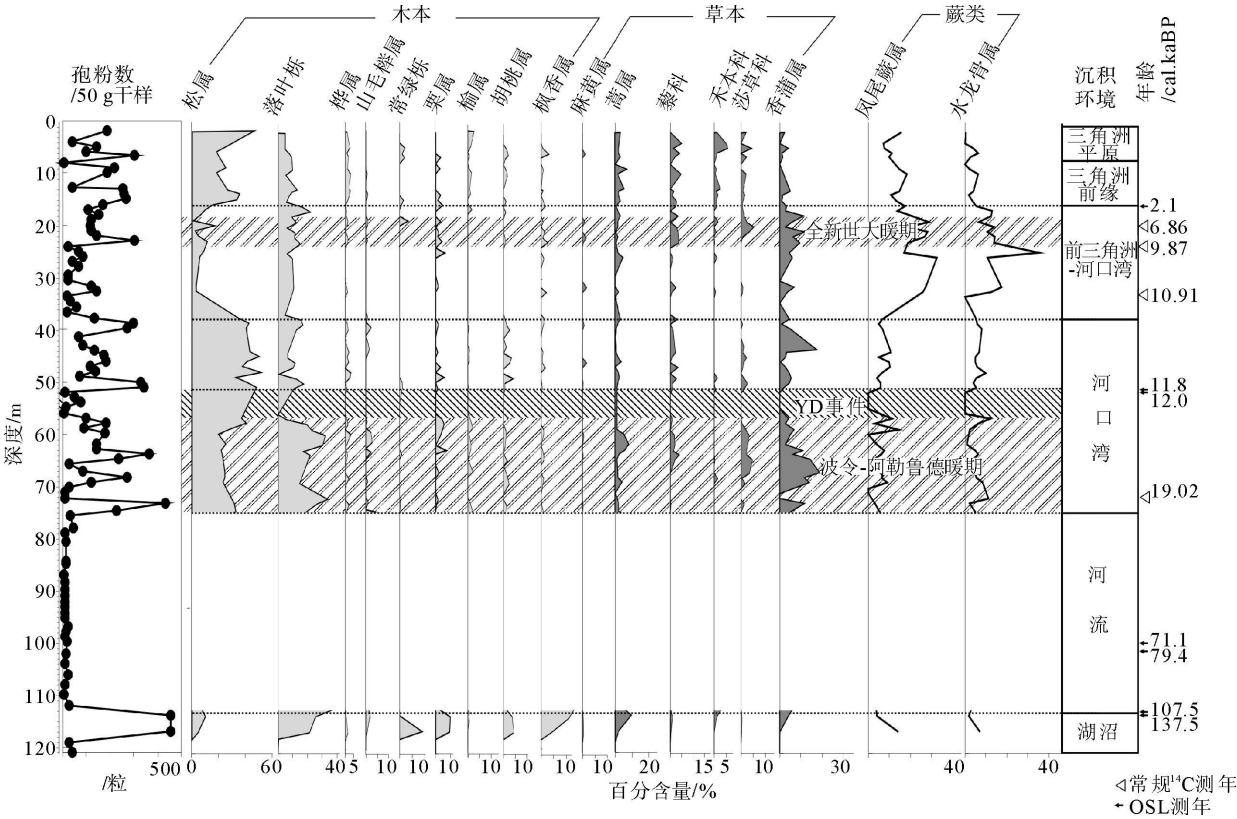 木本
草本
蕨类
孢粉数
/50 g干样
松属
落叶栎
桦属
山毛榉属
常绿栎
栗属
榆属
胡桃属
枫香属
麻黄属
蒿属
藜科
禾本科
莎草科
香蒲属
凤尾蕨属
水龙骨属
沉积
环境
年龄
/cal.kaBP
深度/m
0
10
20
30
40
50
60
70
80
90
100
110
120
三角洲
平原
三角洲
前缘
前三角洲
-河口湾
河
口
湾
河
流
湖沼
全新世大暖期
YD事件
波令-阿勒鲁德暖期
2.1
6.86
9.87
10.91
11.8
12.0
19.02
71.1
79.4
107.5
137.5
500 0 60 40 5 5 10 10 10 10 10 10 20 15 5 10 30 40 40
/粒
百分含量/%
常规¹⁴C测年
OSL测年